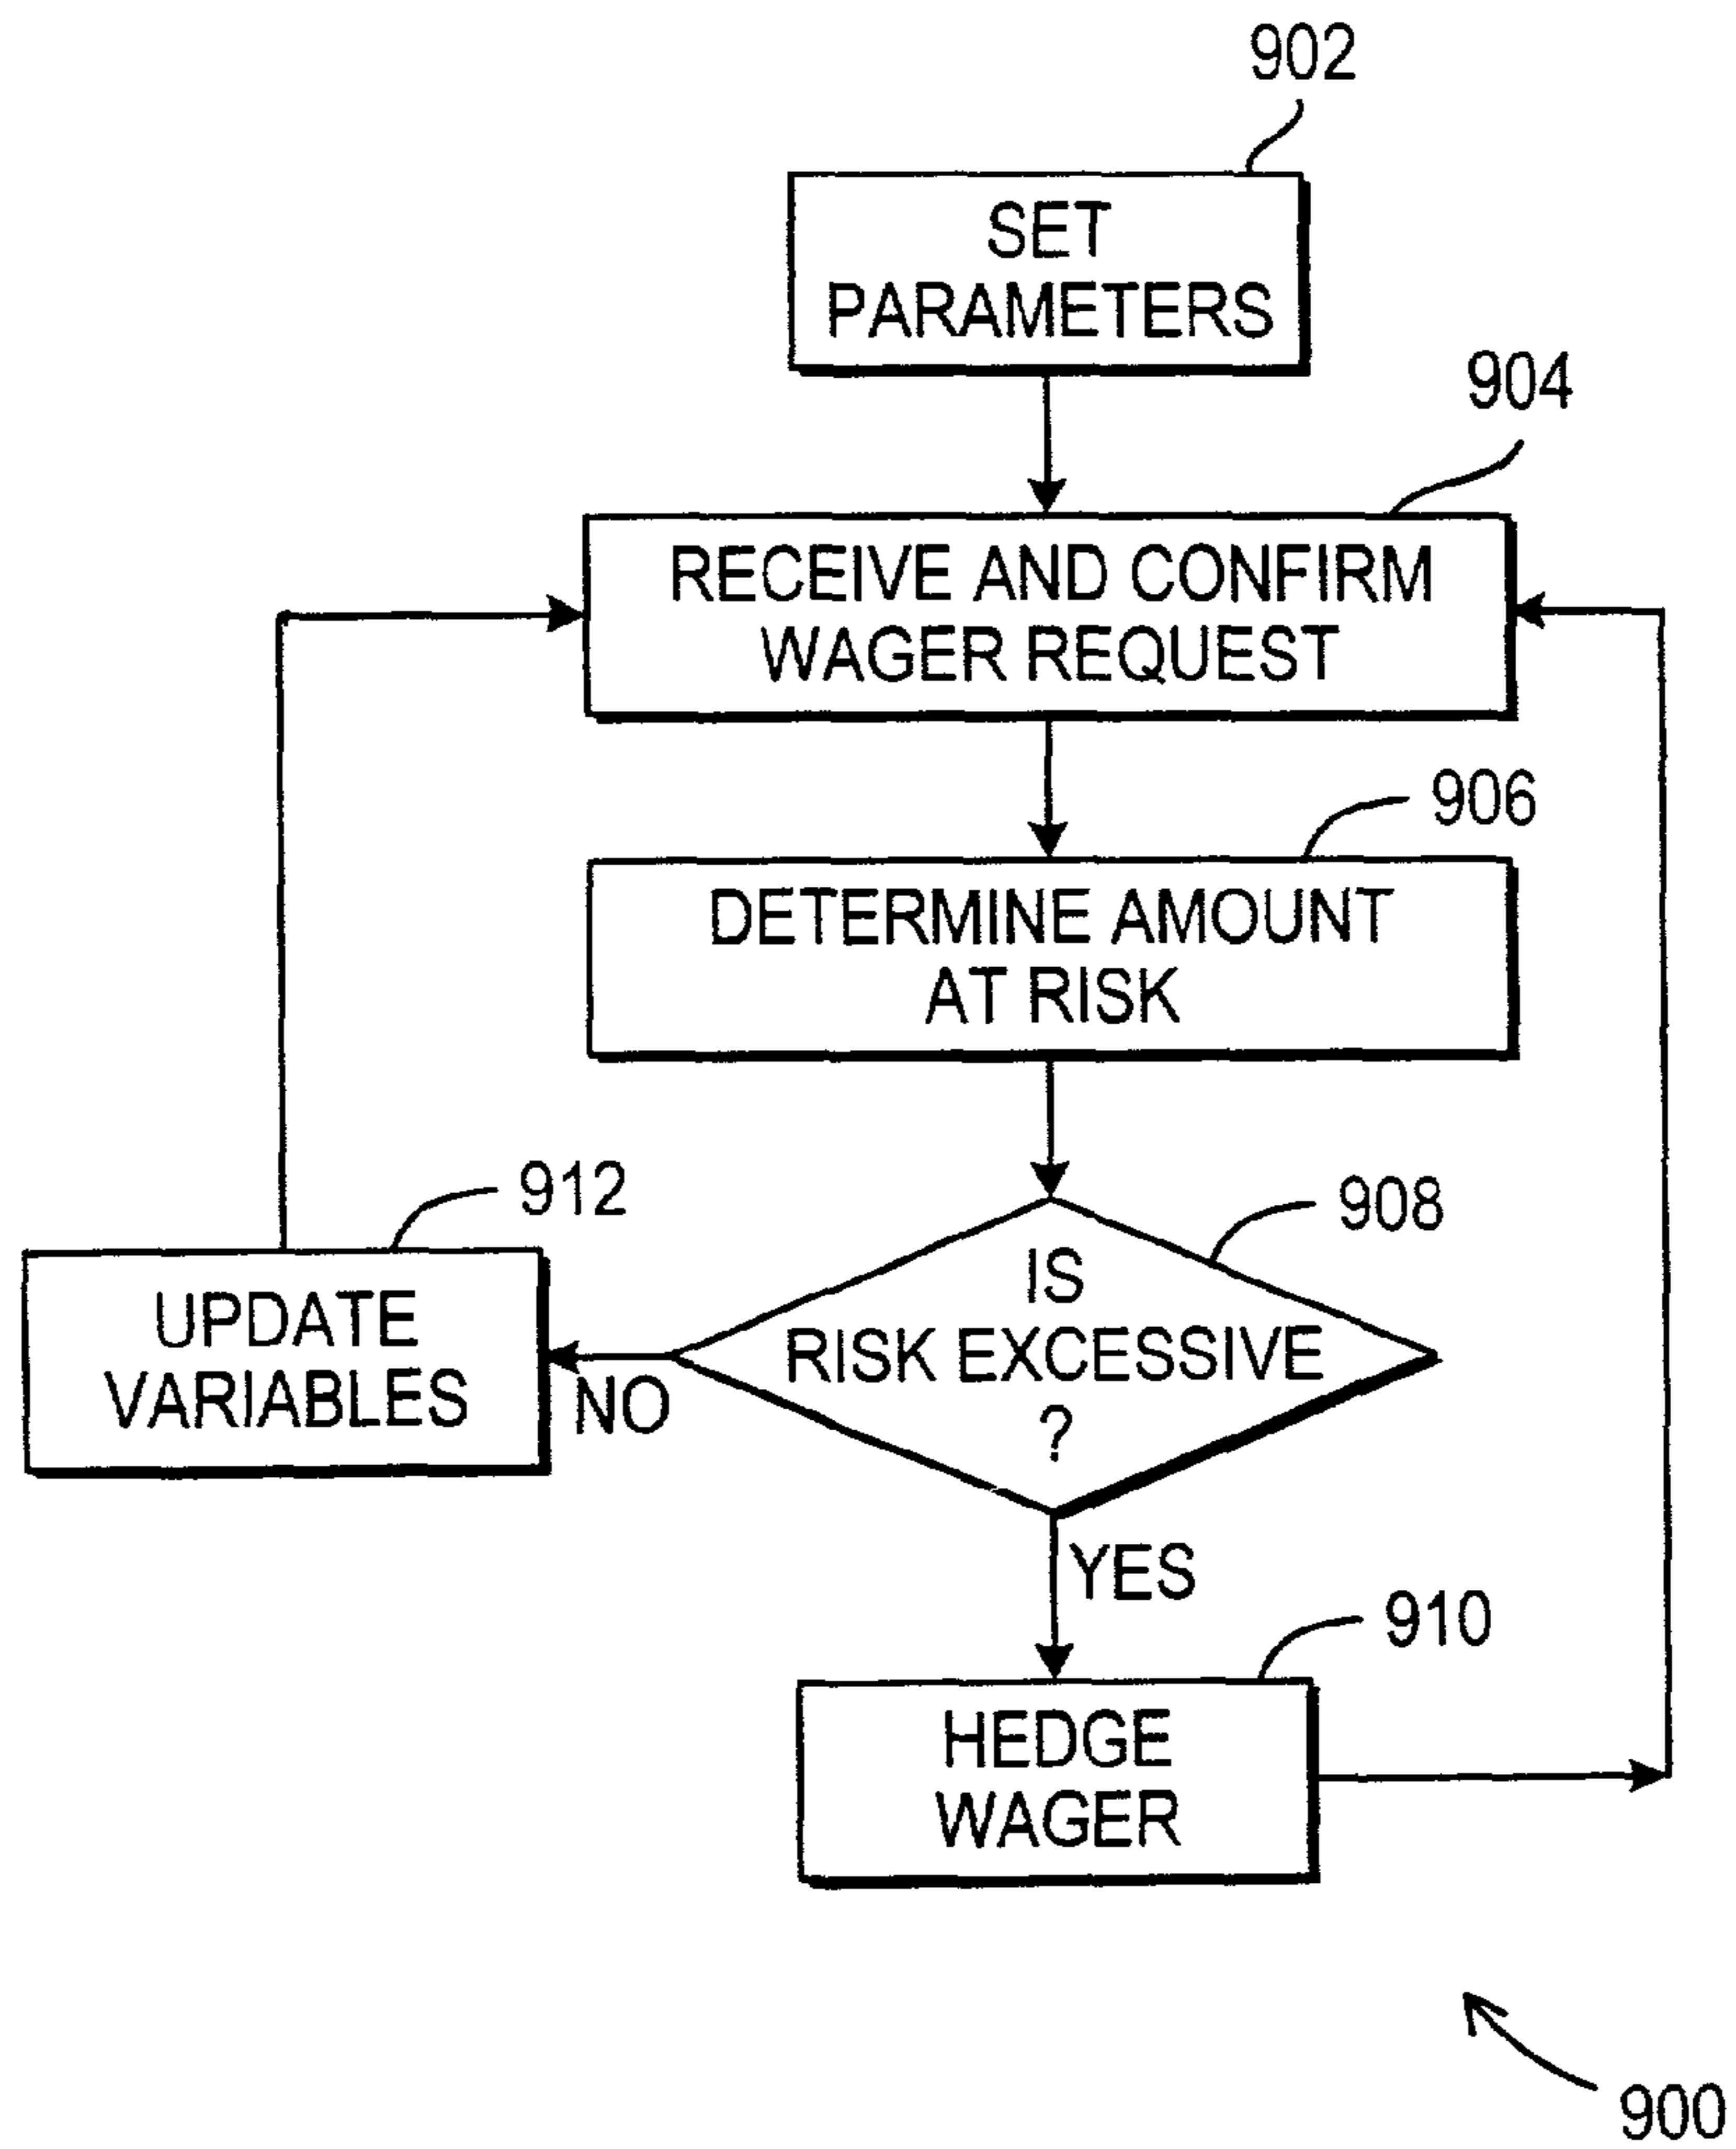 902
SET
PARAMETERS
904
RECEIVE AND CONFIRM
WAGER REQUEST
906
DETERMINE AMOUNT
AT RISK
912
908
UPDATE
VARIABLES
NO
IS
RISK EXCESSIVE
?
YES
910
HEDGE
WAGER
900